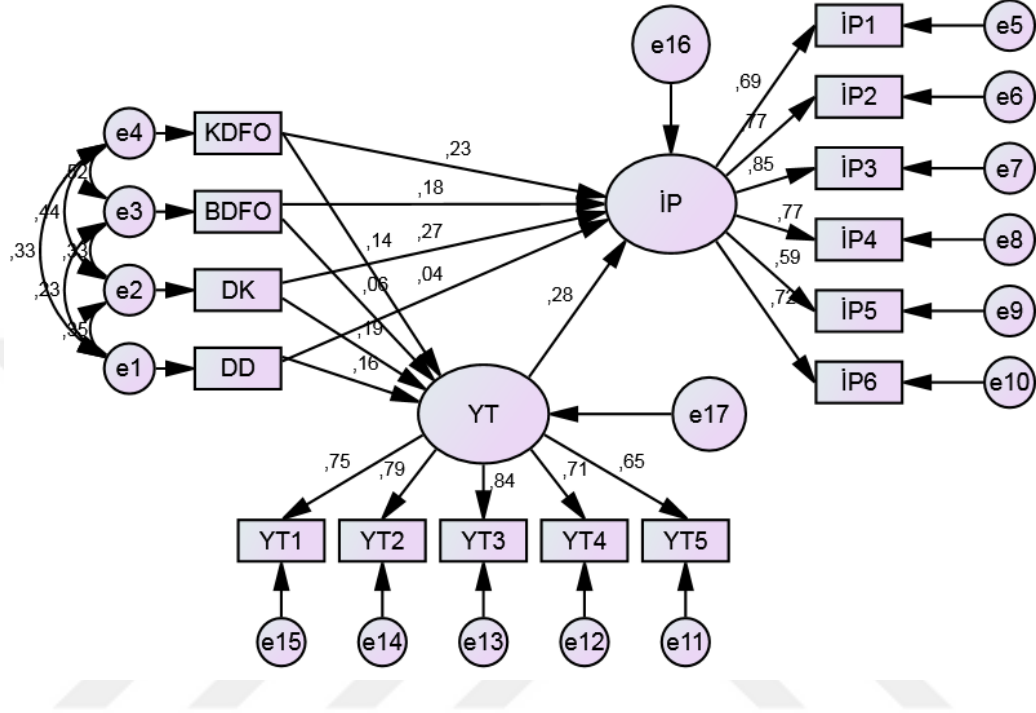 e16
İP1
e5
,69
İP2
e6
,77
e4
KDFO
,52
,23
,85
İP3
e7
e3
BDFO
,18
İP
,44
,77
İP4
e8
,33
,33
,14
,27
,59
e2
DK
,06
,04
,28
,72
İP5
e9
,23
,19
,35
,16
e1
DD
İP6
e10
YT
e17
,75
,79
,84
,71
,65
YT1
YT2
YT3
YT4
YT5
e15
e14
e13
e12
e11